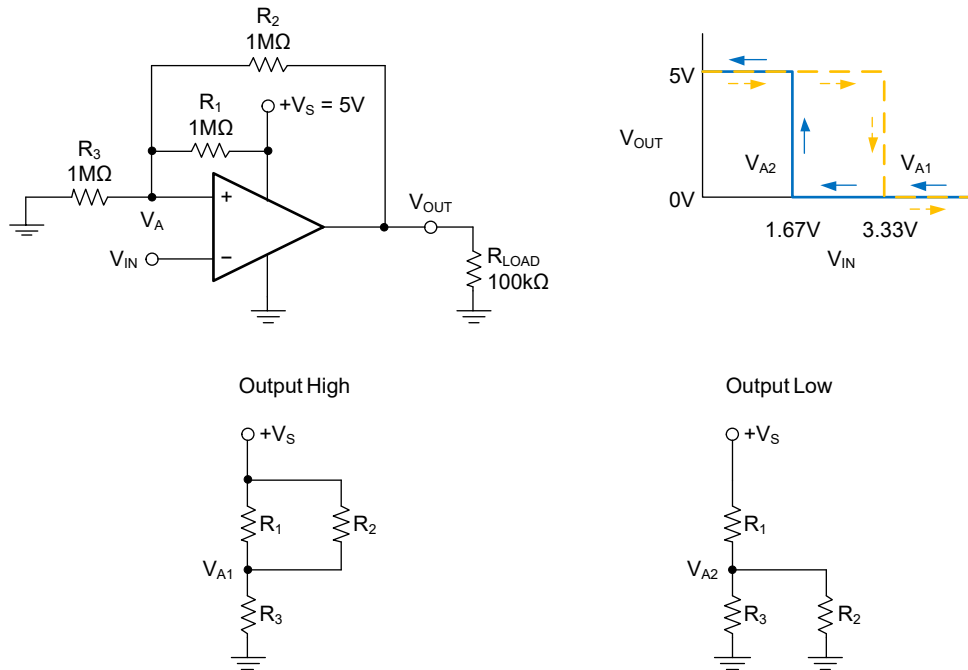 R2
1MΩ
R1
1MΩ
+VS = 5V
R3
1MΩ
VA
+
−
VIN
VOUT
RLOAD
100kΩ
5V
VOUT
VA2
VA1
0V
1.67V
3.33V
VIN
Output High
+VS
R1
R2
VA1
R3
Output Low
+VS
R1
VA2
R3
R2